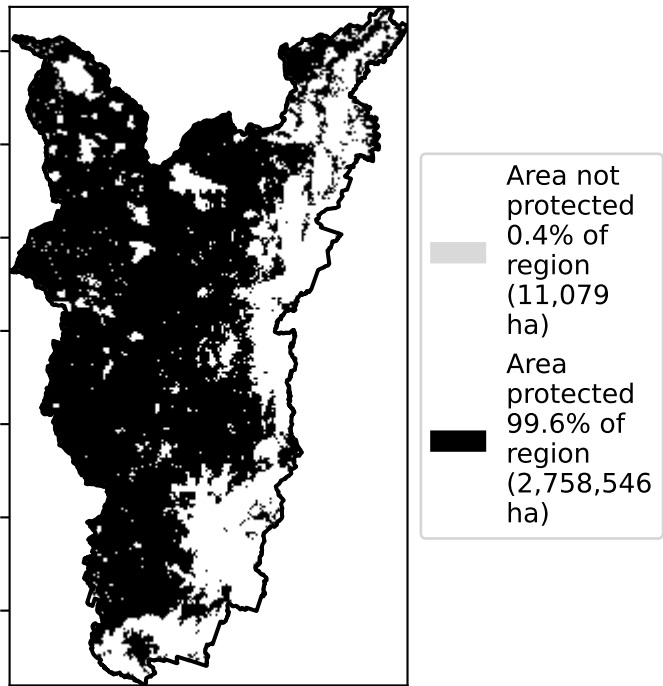 Area not
protected
0.4% of
region
(11,079
ha)
Area
protected
99.6% of
region
(2,758,546
ha)